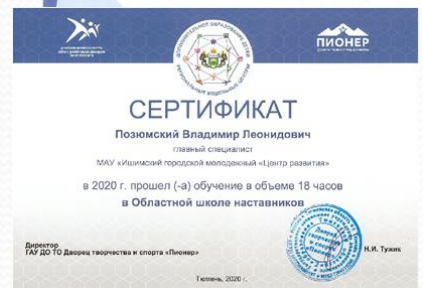 ПИОНЕР
СЕРТИФИКАТ
Позюмский Владимир Леонидович
главный специалист
МАУ «Ишимский городской молодежный «Центр развития»
в 2020 г. прошел (-а) обучение в объеме 18 часов
в Областной школе наставников
Директор
ГАУ ДО ТО Дворец творчества и спорта «Пионер»
Н.И. Тужик
Тюмень, 2020 г.